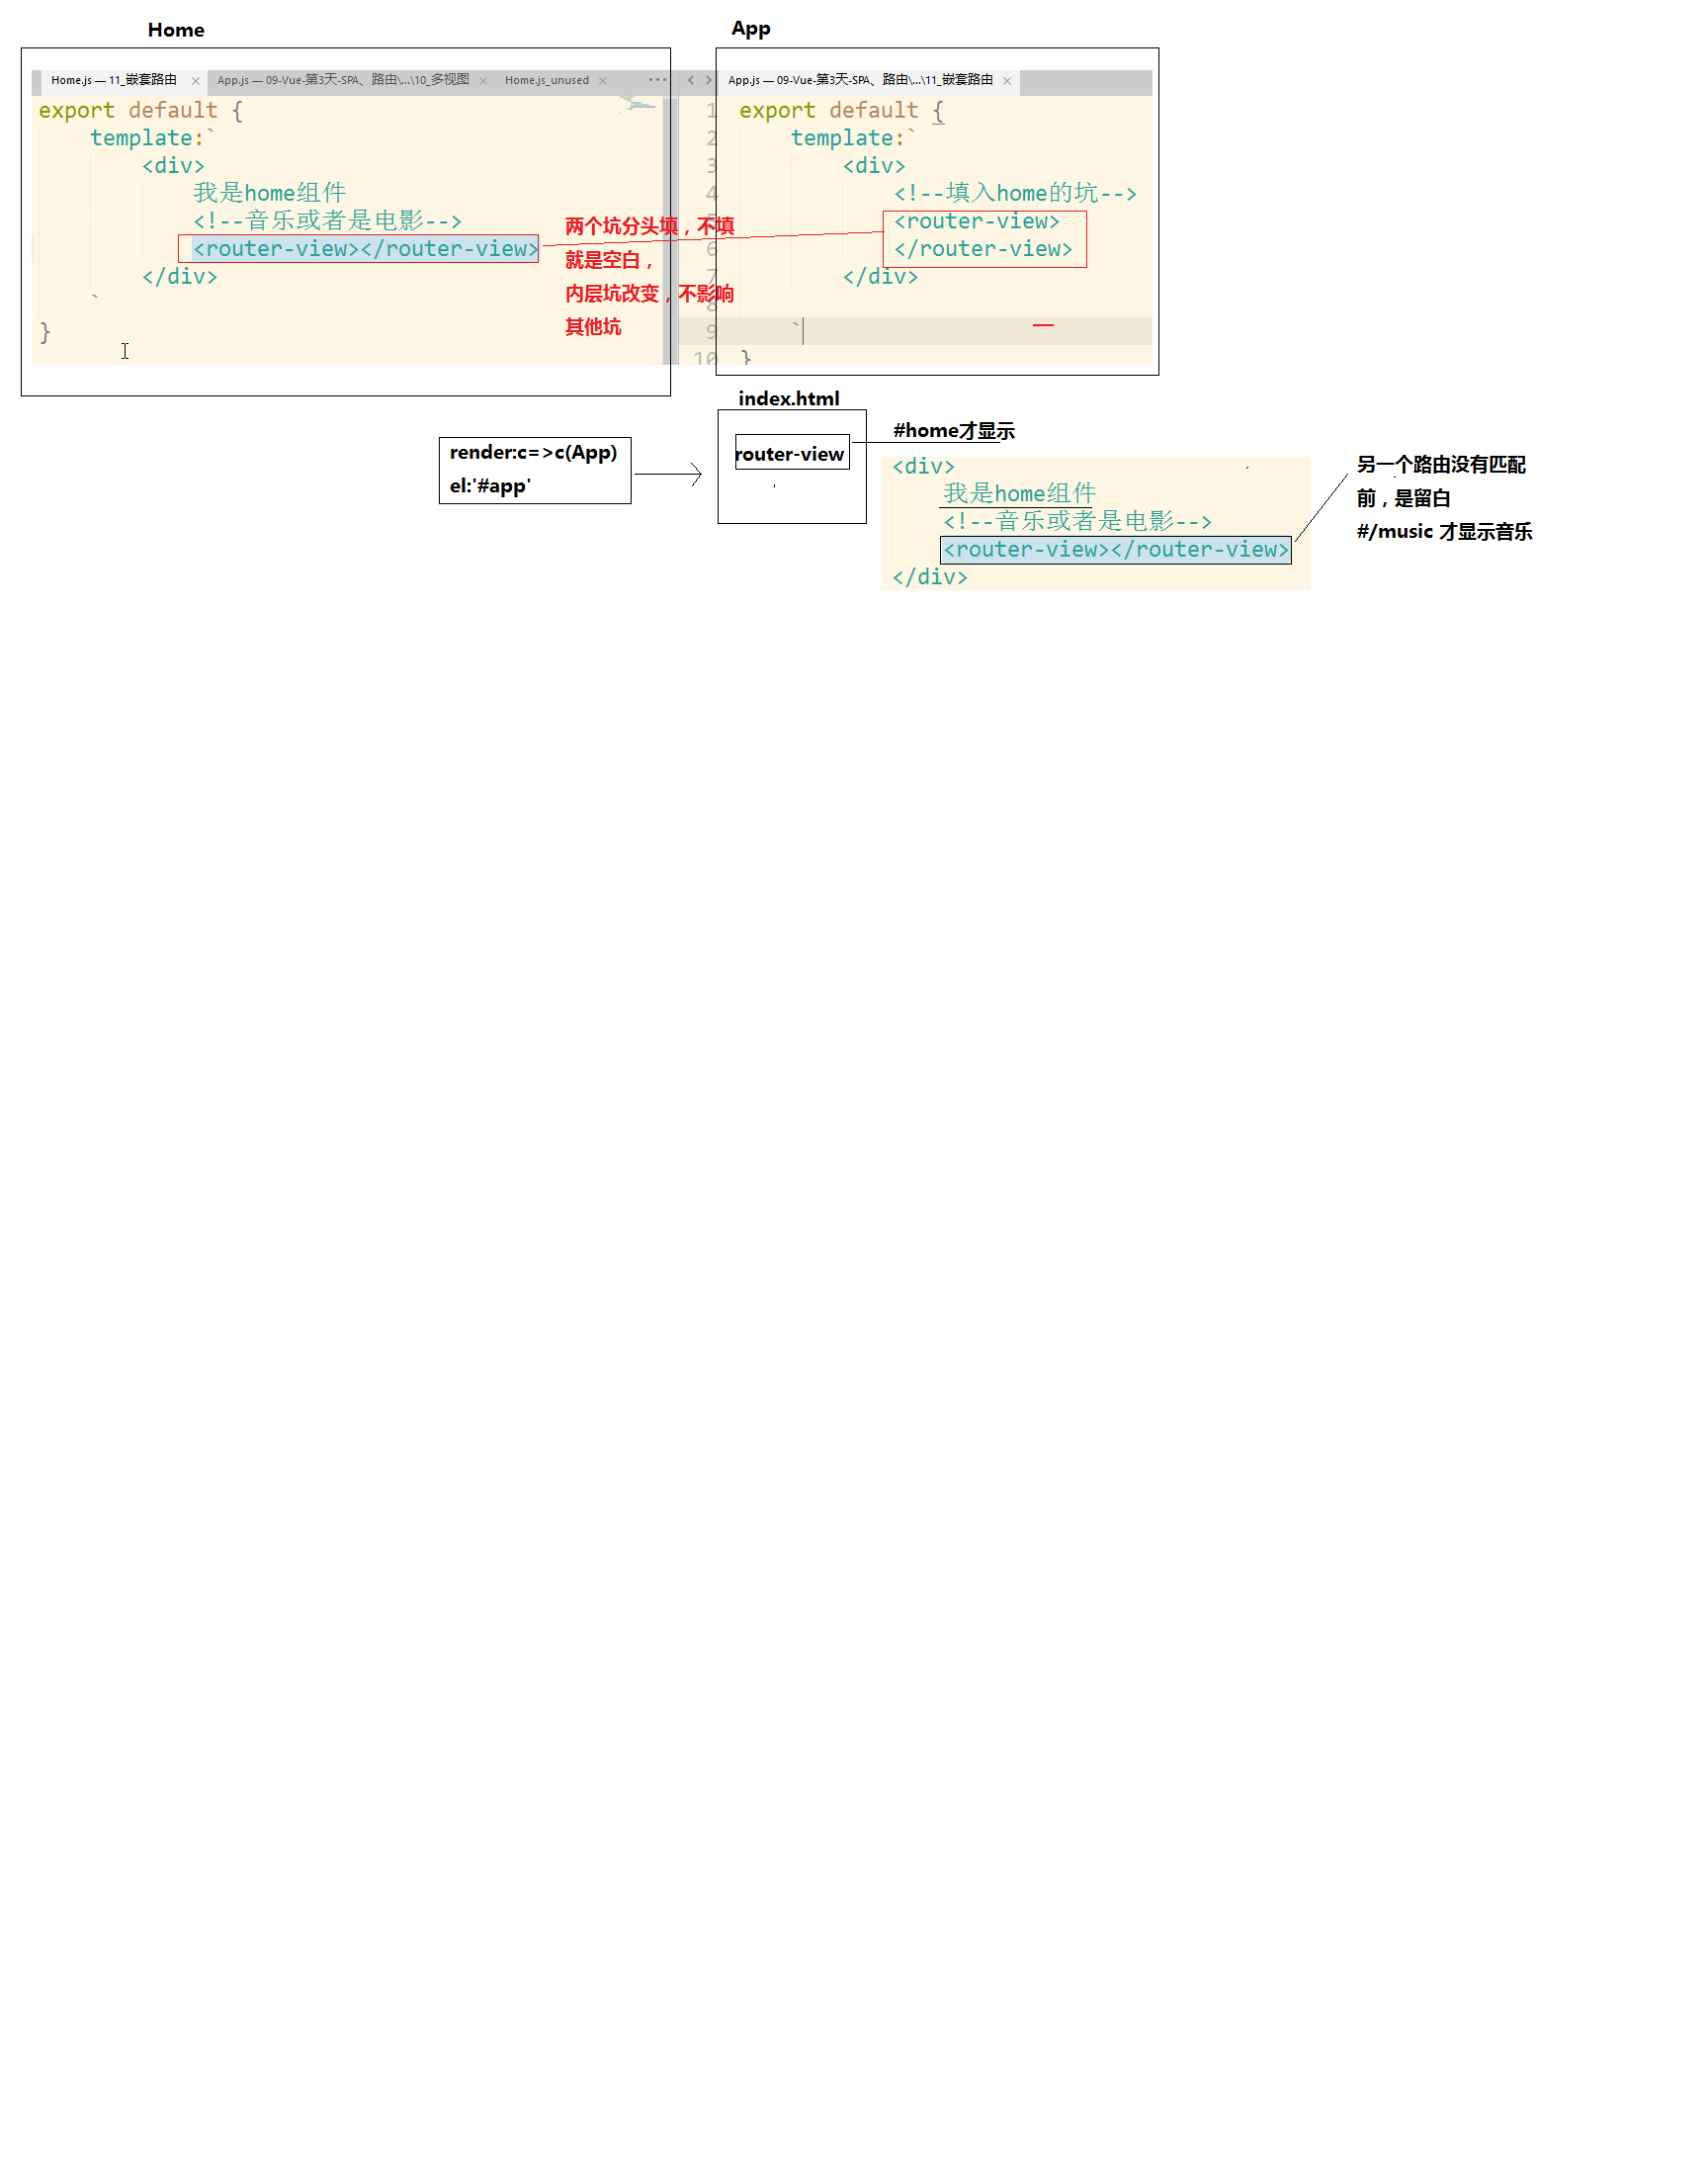 Home
Home.js — 11_嵌套路由 × App.js — 09-Vue-第3天-SPA、路由\...\10_多视图 × Home.js_unused × ···
export default {
template:`
<div>
我是home组件
<!--音乐或者是电影-->
<router-view></router-view>
</div>
`
}
两个坑分头填，不填
就是空白，
内层坑改变，不影响
其他坑
App
App.js — 09-Vue-第3天-SPA、路由\...\11_嵌套路由 ×
1 export default {
2 template:`
3 <div>
4 <!--填入home的坑-->
5 <router-view>
6 </router-view>
7 </div>
8
9 `
10 }
render:c=>c(App)
el:'#app'
index.html
router-view
#home才显示
<div>
我是home组件
<!--音乐或者是电影-->
<router-view></router-view>
</div>
另一个路由没有匹配
前，是留白
#/music 才显示音乐